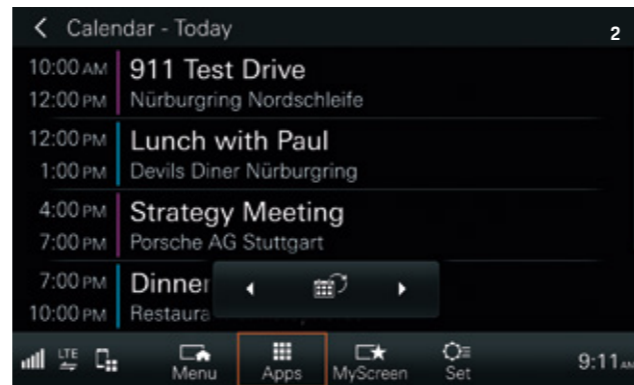 Calendar - Today
2
10:00 AM 911 Test Drive
12:00 PM Nürburgring Nordschleife
12:00 PM Lunch with Paul
1:00 PM Devils Diner Nürburgring
4:00 PM Strategy Meeting
7:00 PM Porsche AG Stuttgart
7:00 PM Dinner
10:00 PM
LTE
Menu Apps MyScreen Set
9:11 AM